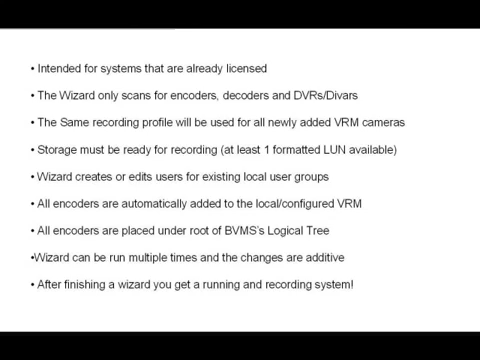 • Intended for systems that are already licensed
• The Wizard only scans for encoders, decoders and DVRs/Divars
• The Same recording profile will be used for all newly added VRM cameras
• Storage must be ready for recording (at least 1 formatted LUN available)
• Wizard creates or edits users for existing local user groups
• All encoders are automatically added to the local/configured VRM
• All encoders are placed under root of BVMS's Logical Tree
•Wizard can be run multiple times and the changes are additive
• After finishing a wizard you get a running and recording system!